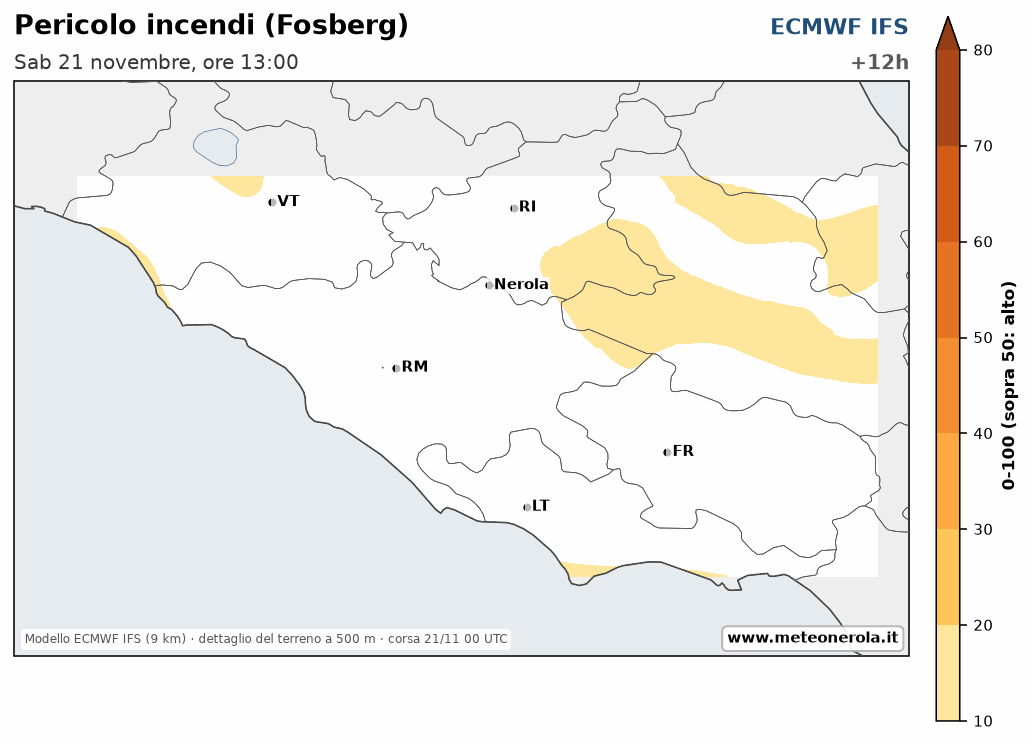 Pericolo incendi (Fosberg)
ECMWF IFS
Sab 21 novembre, ore 13:00
+12h
80
70
60
50
40
30
20
10
0-100 (sopra 50: alto)
VT
RI
Nerola
RM
FR
LT
Modello ECMWF IFS (9 km) · dettaglio del terreno a 500 m · corsa 21/11 00 UTC
www.meteonerola.it